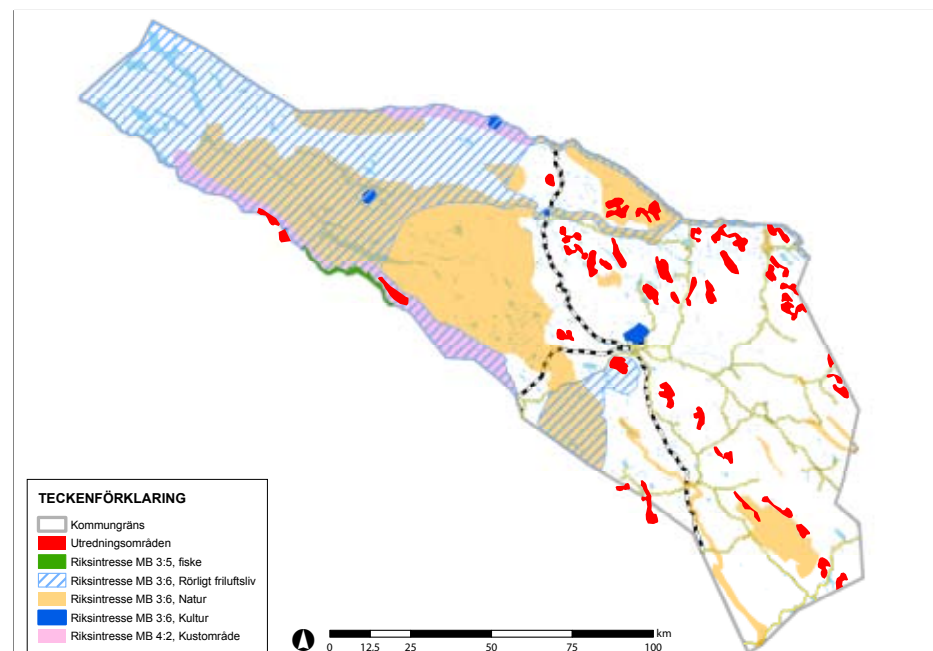 TECKENFÖRKLARING
Kommungräns
Utredningsområden
Riksintresse MB 3:5, fiske
Riksintresse MB 3:6, Rörligt friluftsliv
Riksintresse MB 3:6, Natur
Riksintresse MB 3:6, Kultur
Riksintresse MB 4:2, Kustområde
km
0 12.5 25 50 75 100